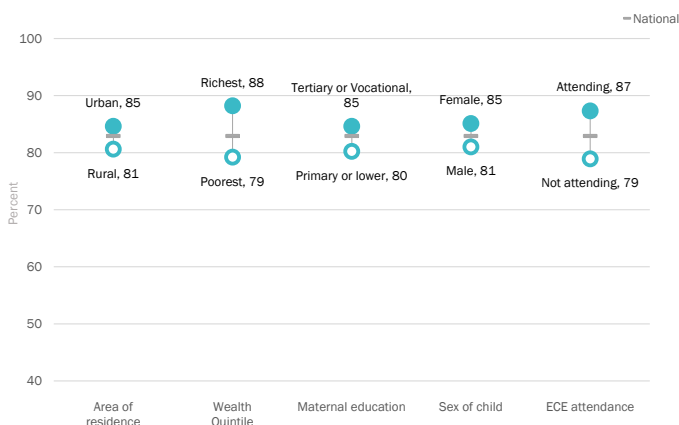 National
100
90
80
70
60
50
40
Percent
Urban, 85
Rural, 81
Richest, 88
Poorest, 79
Tertiary or Vocational,
85
Primary or lower, 80
Female, 85
Male, 81
Attending, 87
Not attending, 79
Area of
residence
Wealth
Quintile
Maternal education
Sex of child
ECE attendance